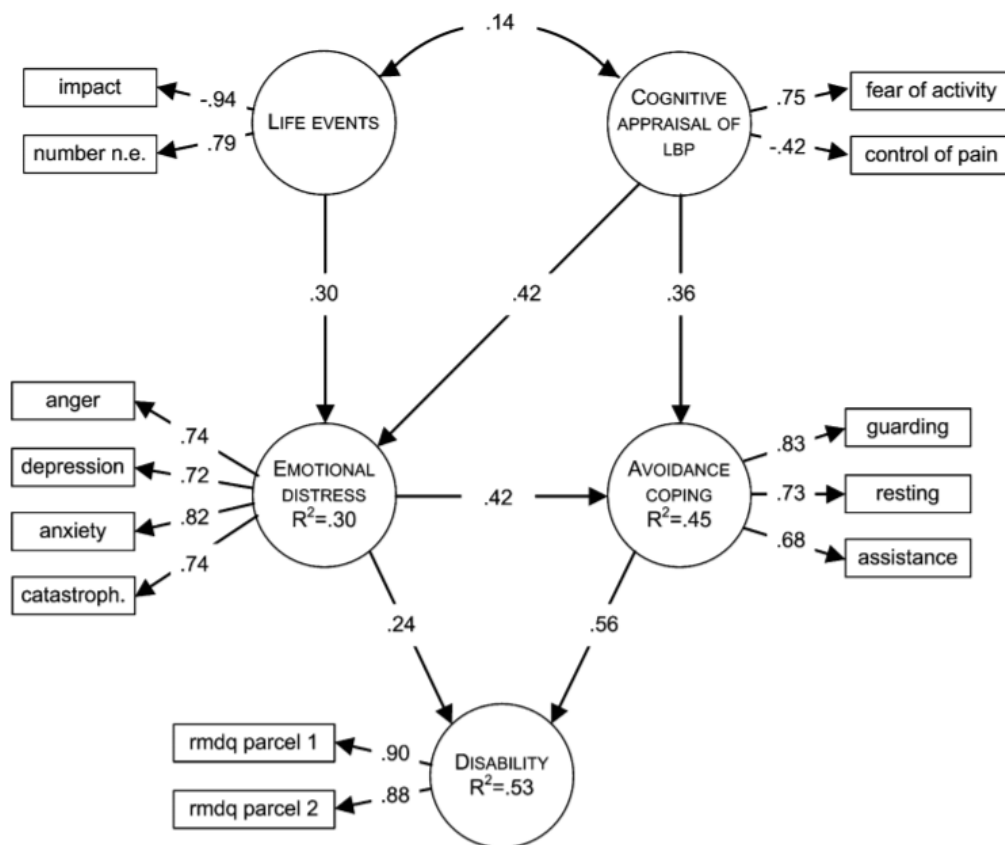 .14
impact
-.94
number n.e.
.79
LIFE EVENTS
COGNITIVE
APPRAISAL OF
LBP
.75
fear of activity
-.42
control of pain
.30
.42
.36
anger
.74
depression
.72
anxiety
.82
catastroph.
.74
EMOTIONAL
DISTRESS
R²=.30
.42
AVOIDANCE
COPING
R²=.45
.83
guarding
.73
resting
.68
assistance
.24
.56
rmdq parcel 1
.90
rmdq parcel 2
.88
DISABILITY
R²=.53